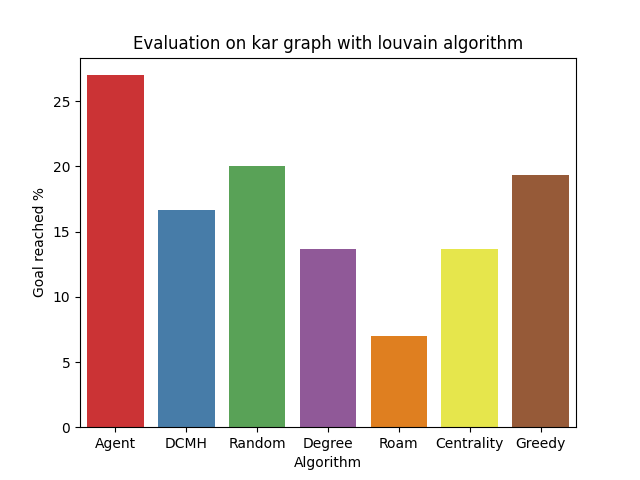 Evaluation on kar graph with louvain algorithm
Goal reached %
25
20
15
10
5
0
Agent DCMH Random Degree Roam Centrality Greedy
Algorithm